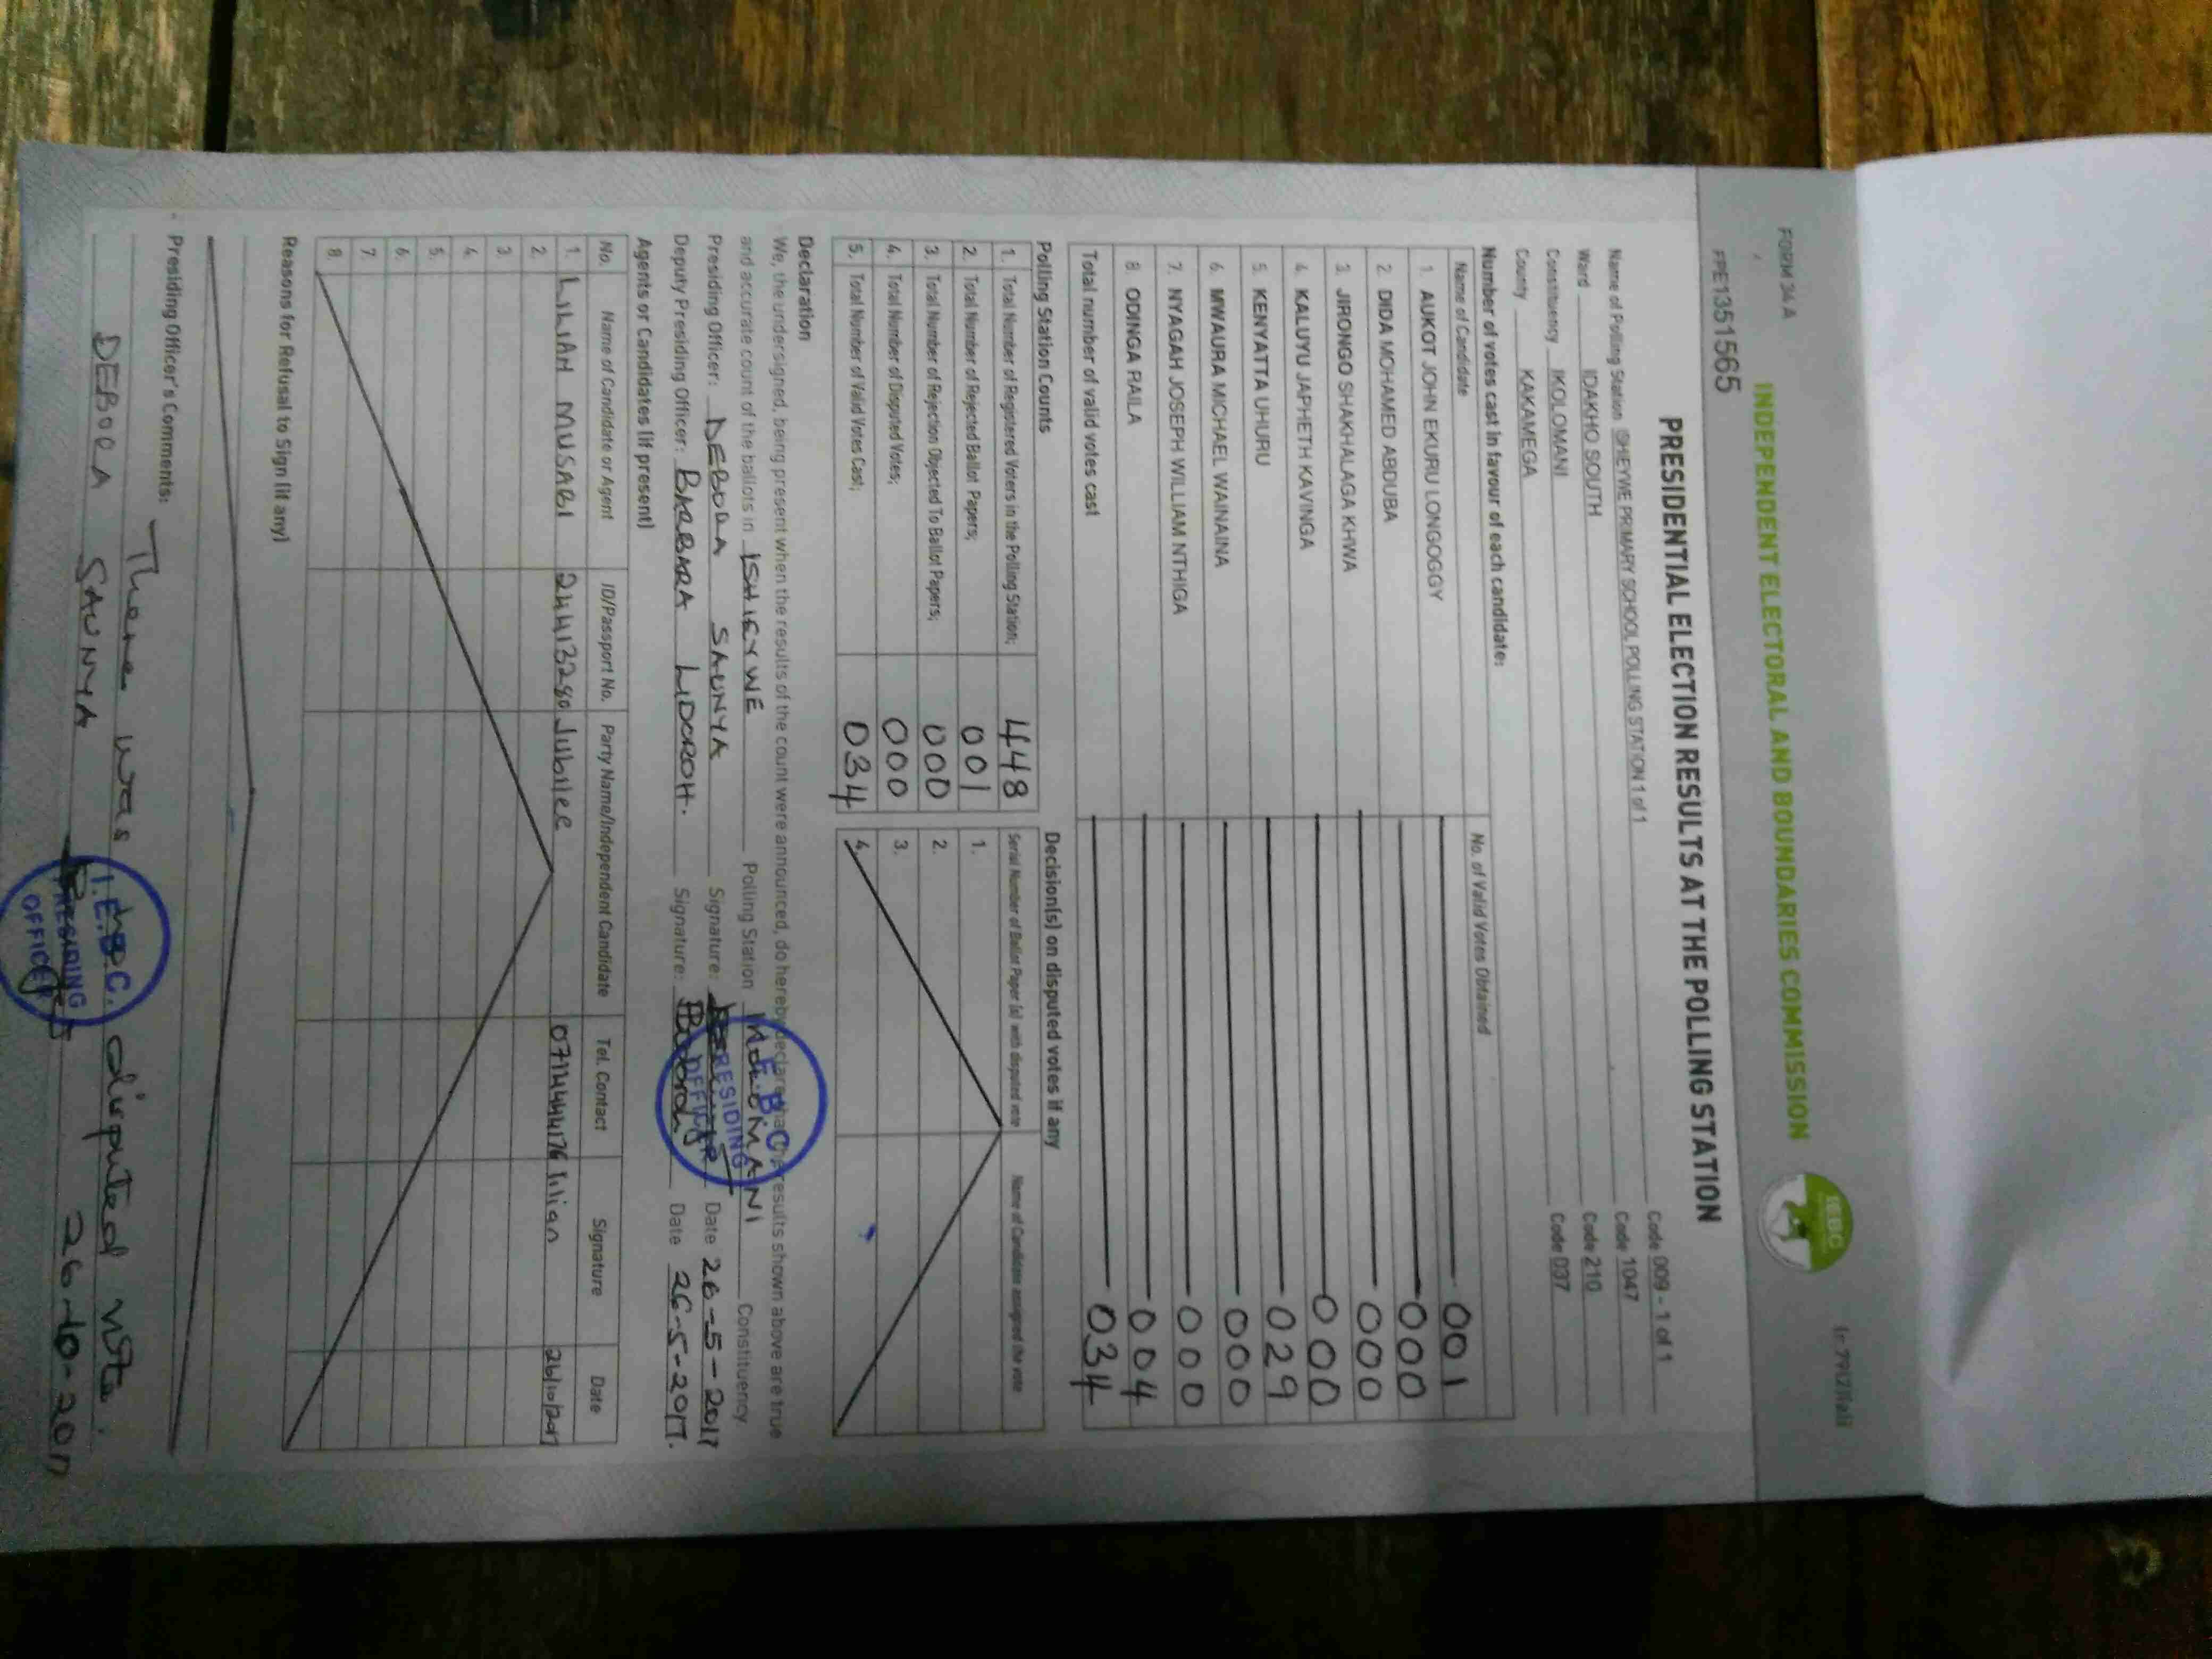 FORM 34 A
INDEPENDENT ELECTORAL AND BOUNDARIES COMMISSION
IEBC
FPE1351565
PRESIDENTIAL ELECTION RESULTS AT THE POLLING STATION
Name of Polling Station ISHEYWE PRIMARY SCHOOL POLLING STATION 1 of 1 Code 009 - 1 of 1
Ward IDAKHO SOUTH Code 1047
Constituency IKOLOMANI Code 210
County KAKAMEGA Code 037
Number of votes cast in favour of each candidate:
Name of Candidate No. of Valid Votes Obtained
1. AUKOT JOHN EKURU LONGOGGY 001
2. DIDA MOHAMED ABDUBA 000
3. JIRONGO SHAKHALAGA KHWA 000
4. KALUYU JAPHETH KAVINGA 000
5. KENYATTA UHURU 029
6. MWAURA MICHAEL WAINAINA 000
7. NYAGAH JOSEPH WILLIAM NTHIGA 000
8. ODINGA RAILA 004
Total number of valid votes cast 034
Polling Station Counts
1. Total Number of Registered Voters in the Polling Station; 448
2. Total Number of Rejected Ballot Papers; 001
3. Total Number of Rejection Objected To Ballot Papers; 000
4. Total Number of Disputed Votes; 000
5. Total Number of Valid Votes Cast; 034
Decision(s) on disputed votes if any
Serial Number of Ballot Paper (s) with disputed vote Name of Candidate assigned the vote
1.
2.
3.
4.
Declaration
We, the undersigned, being present when the results of the count were announced, do hereby declare that the results shown above are true
and accurate count of the ballots in ISHIEYWE Polling Station IKOLOMANI Constituency
Presiding Officer: DEBORA SAUNYA Signature: Date 26-5-2017
Deputy Presiding Officer: BARBARA LIDOROH. Signature: Date 26-5-2017.
I.E.B.C. PRESIDING OFFICER
Agents or Candidates (if present)
No. Name of Candidate or Agent ID/Passport No. Party Name/Independent Candidate Tel. Contact Signature Date
1. LILIAN MUSABI 24413280 Jubilee 0714444176 Lilian 26/10/2017
2.
3.
4.
5.
6.
7.
8.
Reasons for Refusal to Sign (if any)
Presiding Officer's Comments: There was no disputed vote.
DEBORA SAUNYA 26-10-2017
I.E.B.C. PRESIDING OFFICER